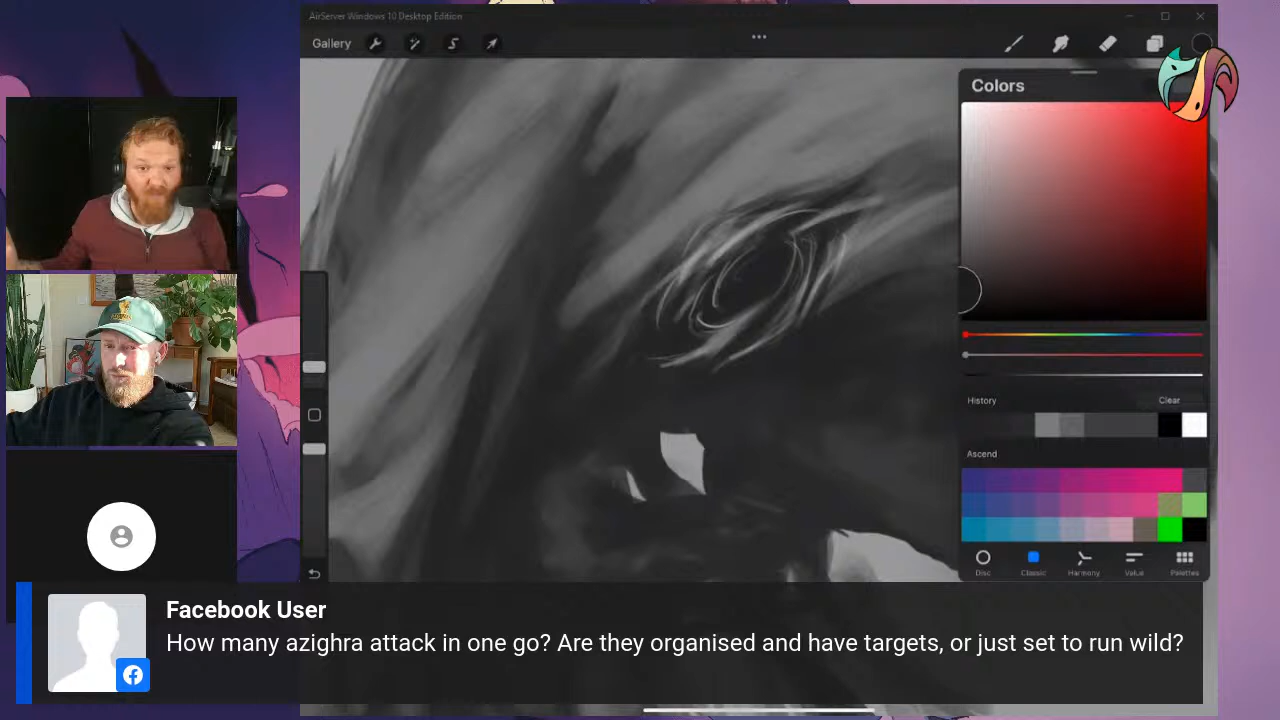 AirServer Windows 10 Desktop Edition
Gallery
Colors
History
Clear
Ascend
Disc
Classic
Harmony
Value
Palettes
Facebook User
How many azighra attack in one go? Are they organised and have targets, or just set to run wild?